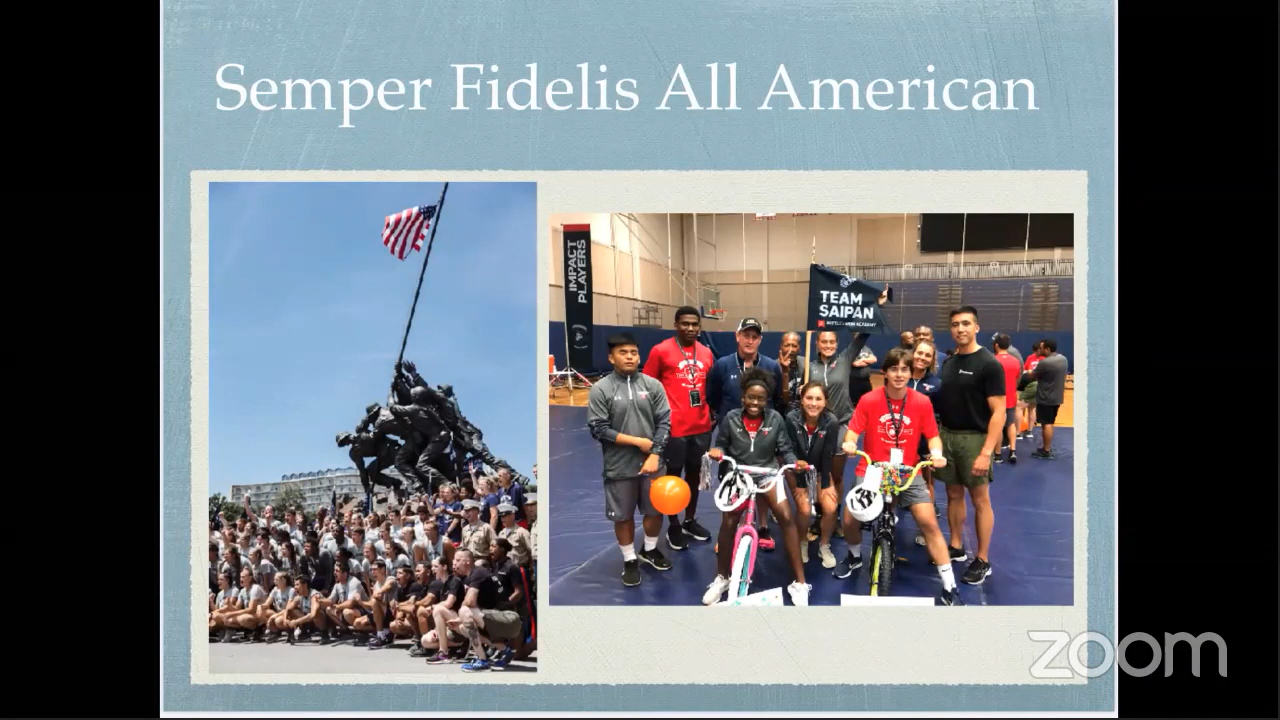 Semper Fidelis All American
IMPACT
PLAYERS
TEAM
SAIPAN
zoom